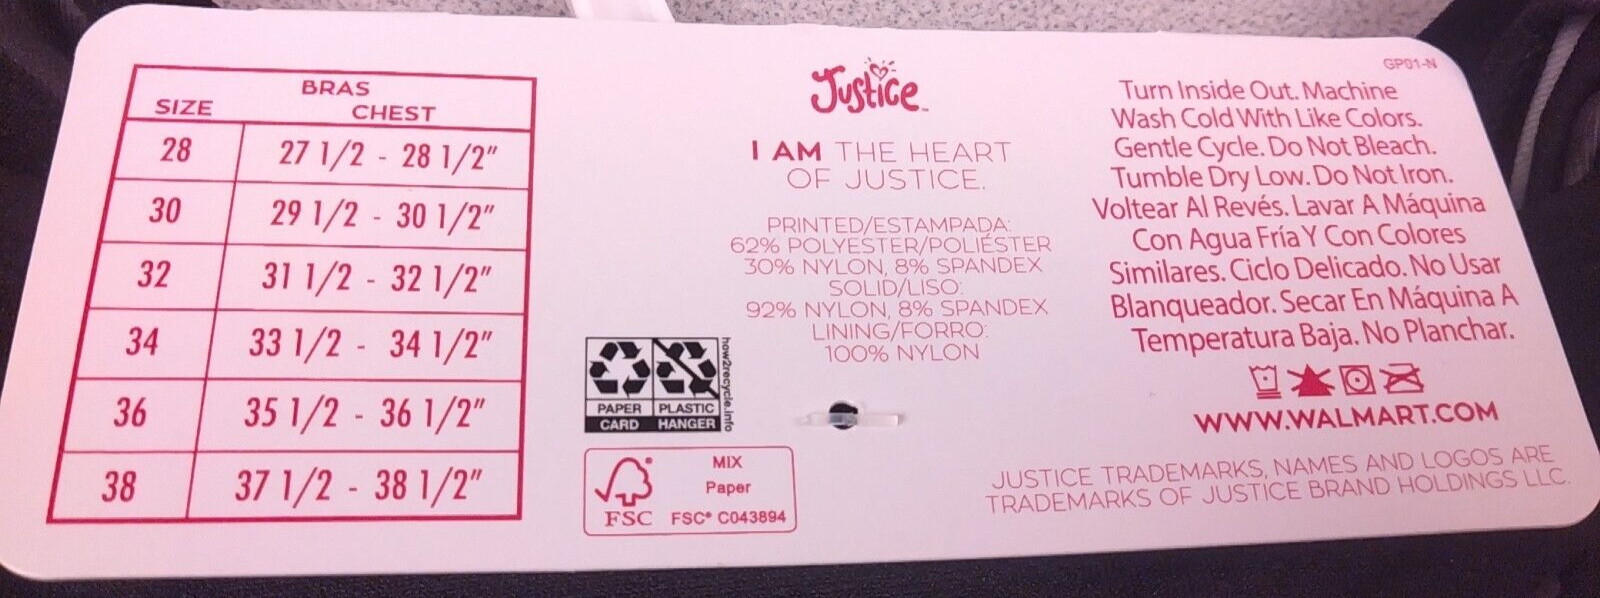 BRAS
SIZE CHEST
28 27 1/2 - 28 1/2"
30 29 1/2 - 30 1/2"
32 31 1/2 - 32 1/2"
34 33 1/2 - 34 1/2"
36 35 1/2 - 36 1/2"
38 37 1/2 - 38 1/2"
Justice™
I AM THE HEART
OF JUSTICE.
PRINTED/ESTAMPADA:
62% POLYESTER/POLIÉSTER
30% NYLON, 8% SPANDEX
SOLID/LISO:
92% NYLON, 8% SPANDEX
LINING/FORRO:
100% NYLON
PAPER PLASTIC
CARD HANGER
how2recycle.info
MIX
Paper
FSC FSC® C043894
GP01-N
Turn Inside Out. Machine
Wash Cold With Like Colors.
Gentle Cycle. Do Not Bleach.
Tumble Dry Low. Do Not Iron.
Voltear Al Revés. Lavar A Máquina
Con Agua Fría Y Con Colores
Similares. Ciclo Delicado. No Usar
Blanqueador. Secar En Máquina A
Temperatura Baja. No Planchar.
WWW.WALMART.COM
JUSTICE TRADEMARKS, NAMES AND LOGOS ARE
TRADEMARKS OF JUSTICE BRAND HOLDINGS LLC.